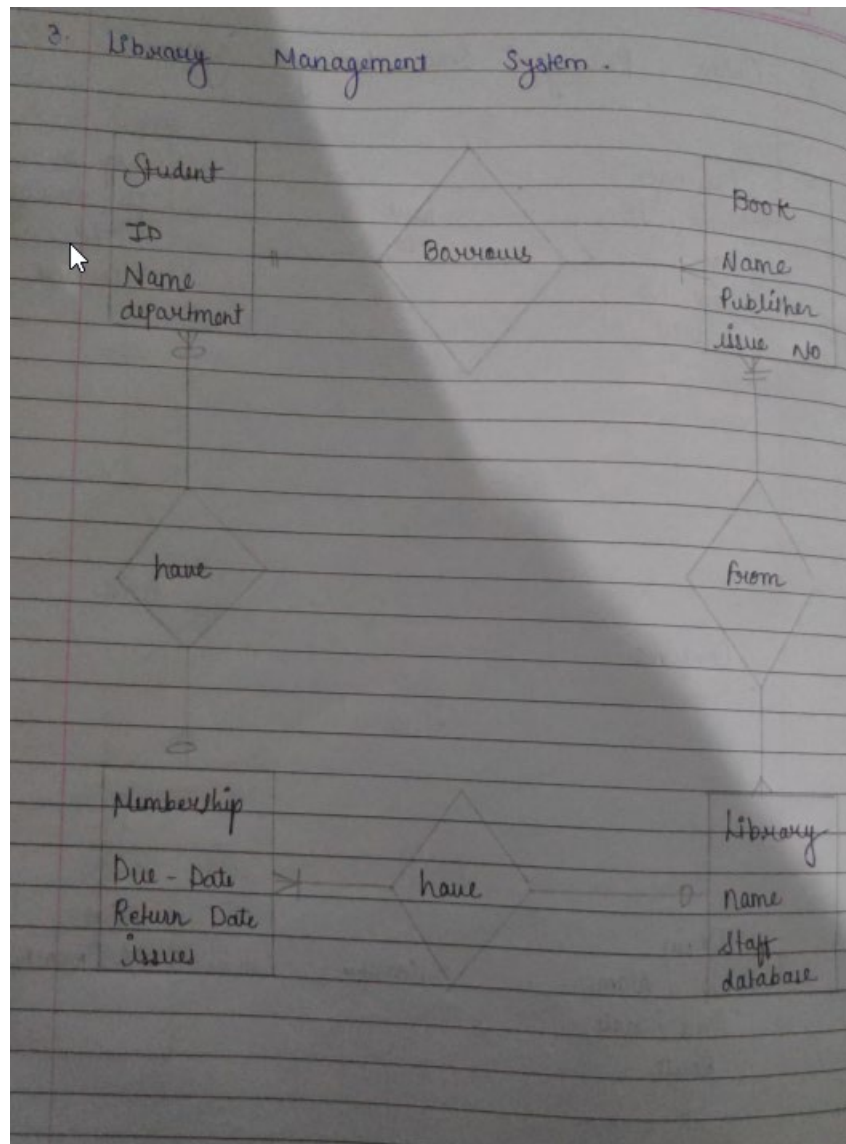 3. Library Management System.
Student
ID
Name
department
Barrows
Book
Name
Publisher
issue No
have
from
Membership
Due - Date
Return Date
issues
have
Library
name
Staff
database